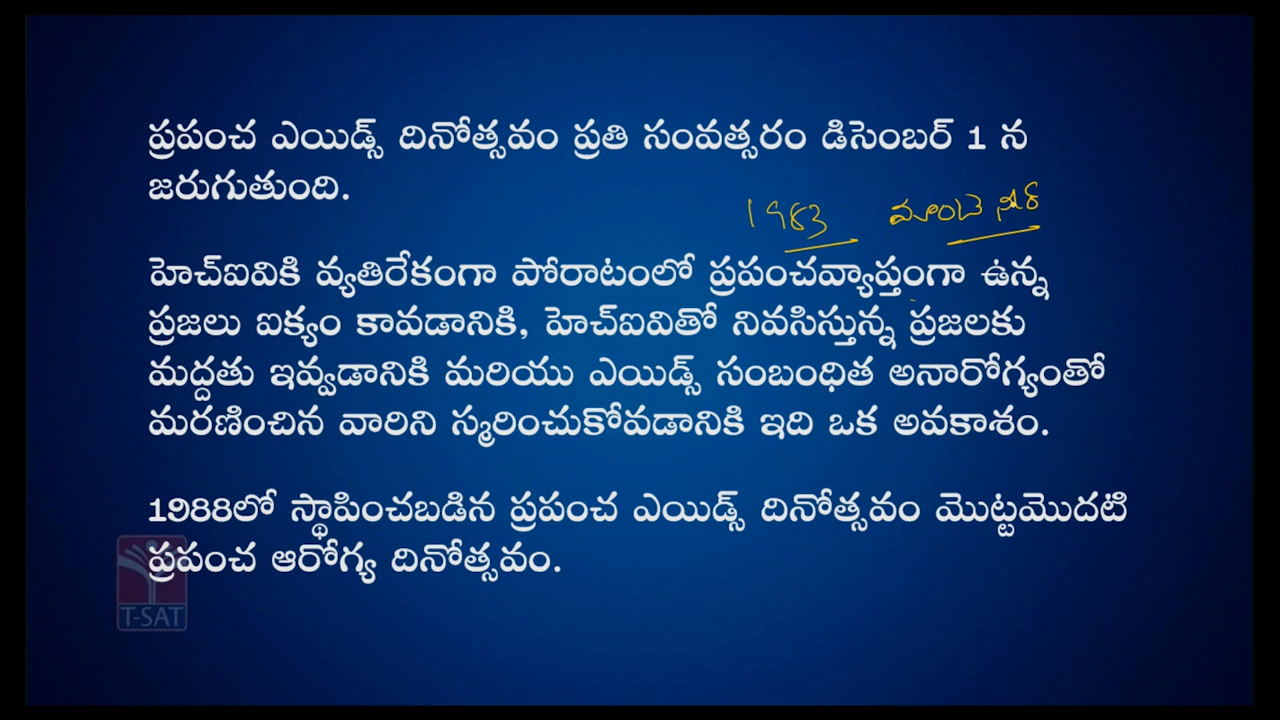 ప్రపంచ ఎయిడ్స్ దినోత్సవం ప్రతి సంవత్సరం డిసెంబర్ 1 న
జరుగుతుంది.
1983
హెచ్ఐవికి వ్యతిరేకంగా పోరాటంలో ప్రపంచవ్యాప్తంగా ఉన్న
ప్రజలు ఐక్యం కావడానికి, హెచ్ఐవితో నివసిస్తున్న ప్రజలకు
మద్దతు ఇవ్వడానికి మరియు ఎయిడ్స్ సంబంధిత అనారోగ్యంతో
మరణించిన వారిని స్మరించుకోవడానికి ఇది ఒక అవకాశం.
1988లో స్థాపించబడిన ప్రపంచ ఎయిడ్స్ దినోత్సవం మొట్టమొదటి
ప్రపంచ ఆరోగ్య దినోత్సవం.
T-SAT